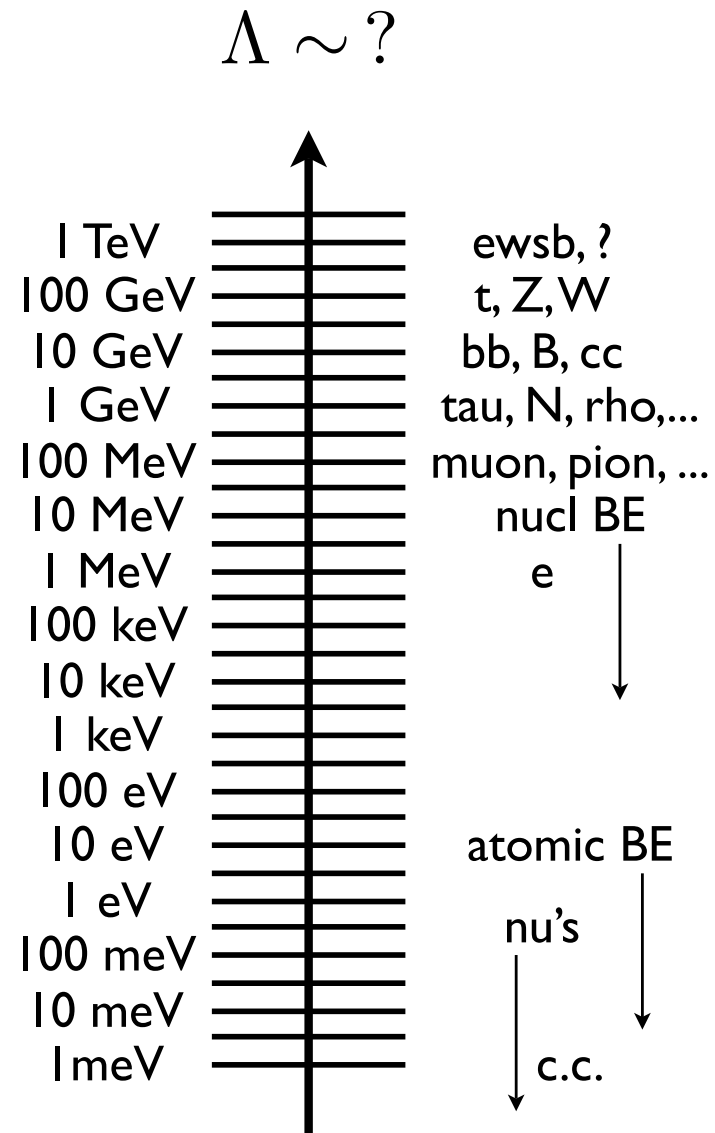 Λ ∼ ?
1 TeV ewsb, ?
100 GeV t, Z, W
10 GeV bb, B, cc
1 GeV tau, N, rho,...
100 MeV muon, pion, ...
10 MeV nucl BE
1 MeV e
100 keV
10 keV
1 keV
100 eV
10 eV atomic BE
1 eV
nu's
100 meV
10 meV
1meV c.c.